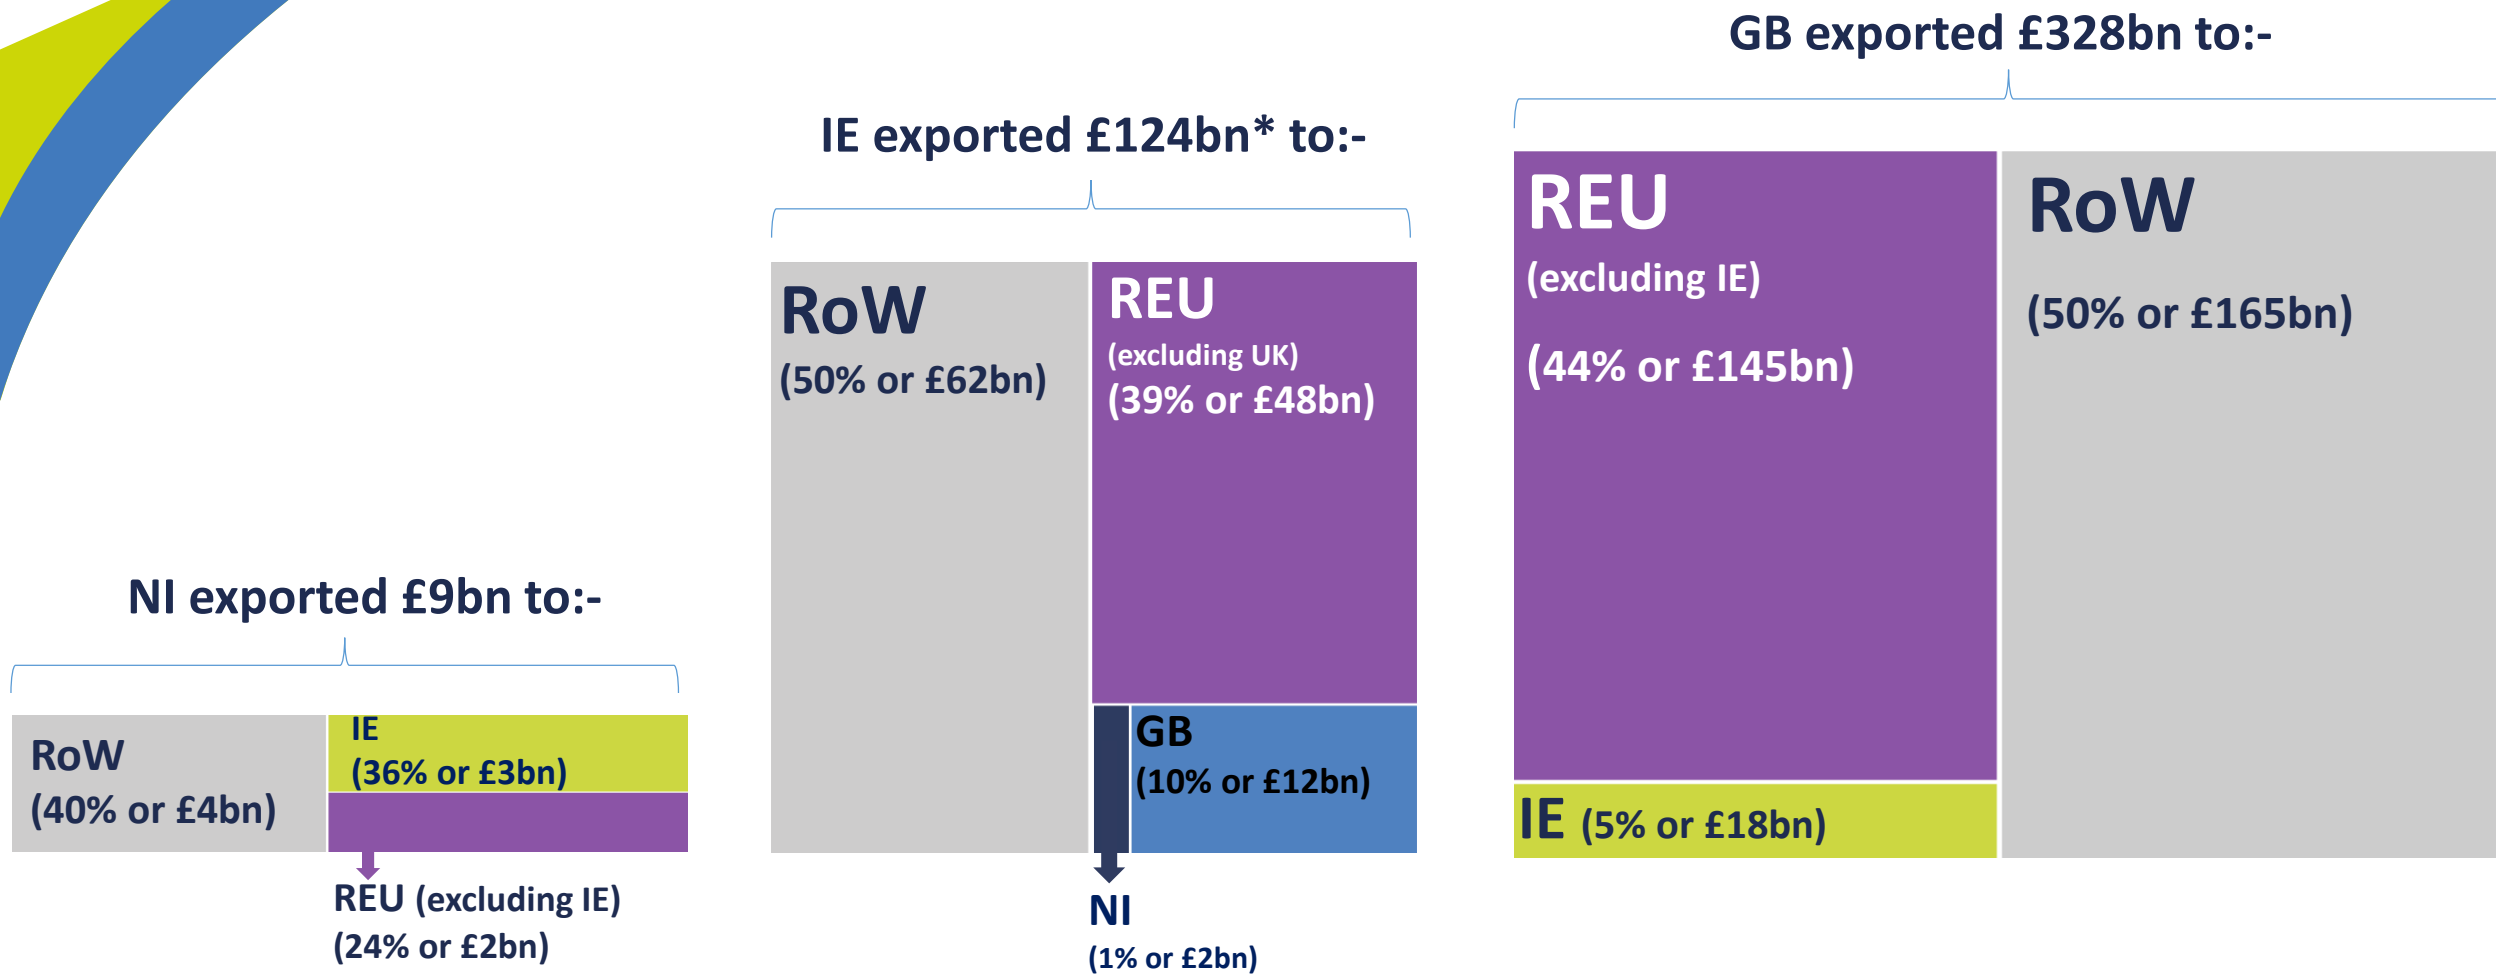 NI exported £9bn to:-
RoW
(40% or £4bn)
IE
(36% or £3bn)
REU (excluding IE)
(24% or £2bn)
IE exported £124bn* to:-
RoW
(50% or £62bn)
REU
(excluding UK)
(39% or £48bn)
GB
(10% or £12bn)
NI
(1% or £2bn)
GB exported £328bn to:-
REU
(excluding IE)
(44% or £145bn)
IE (5% or £18bn)
RoW
(50% or £165bn)